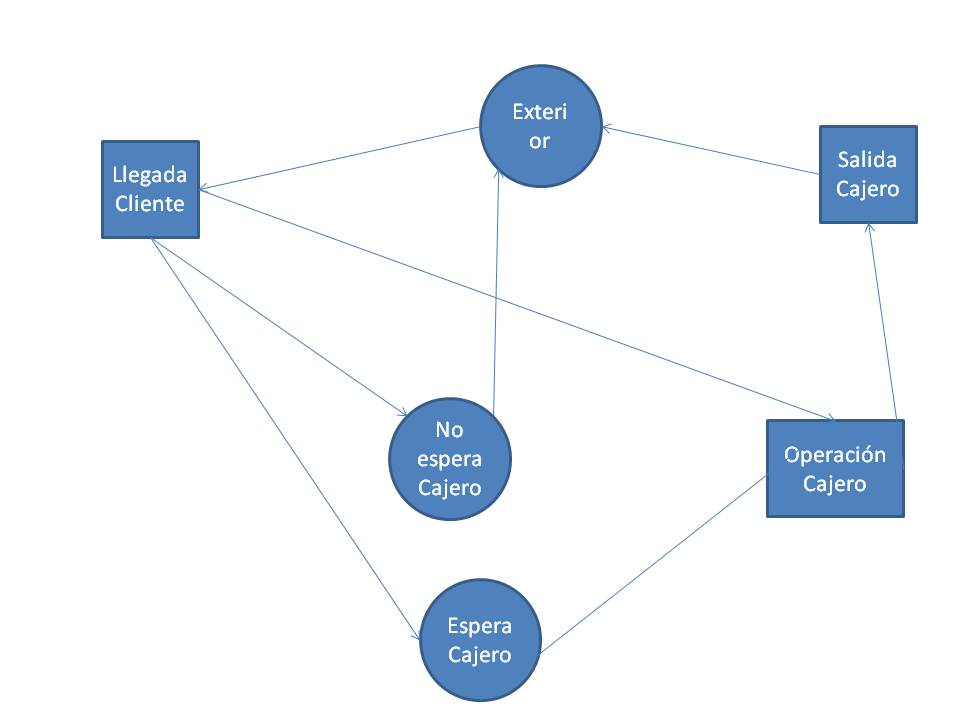 Exteri
or
Llegada
Cliente
Salida
Cajero
No
espera
Cajero
Operación
Cajero
Espera
Cajero